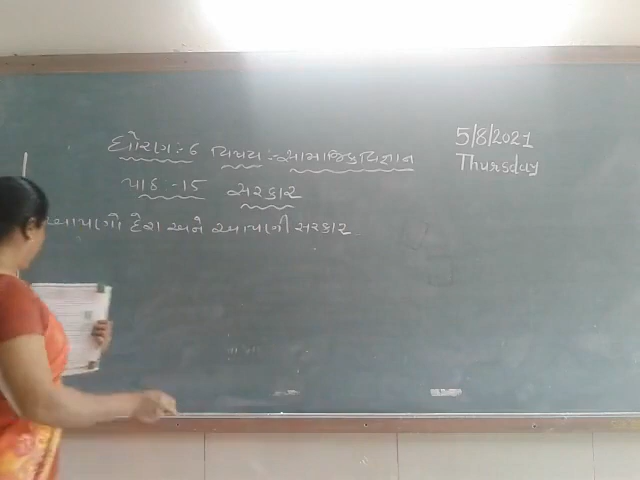 ધોરણ:- 6 વિષય :- સામાજિક વિજ્ઞાન
5/8/2021
Thursday
પાઠ -15 સરકાર
આપણો દેશ અને આપણી સરકાર